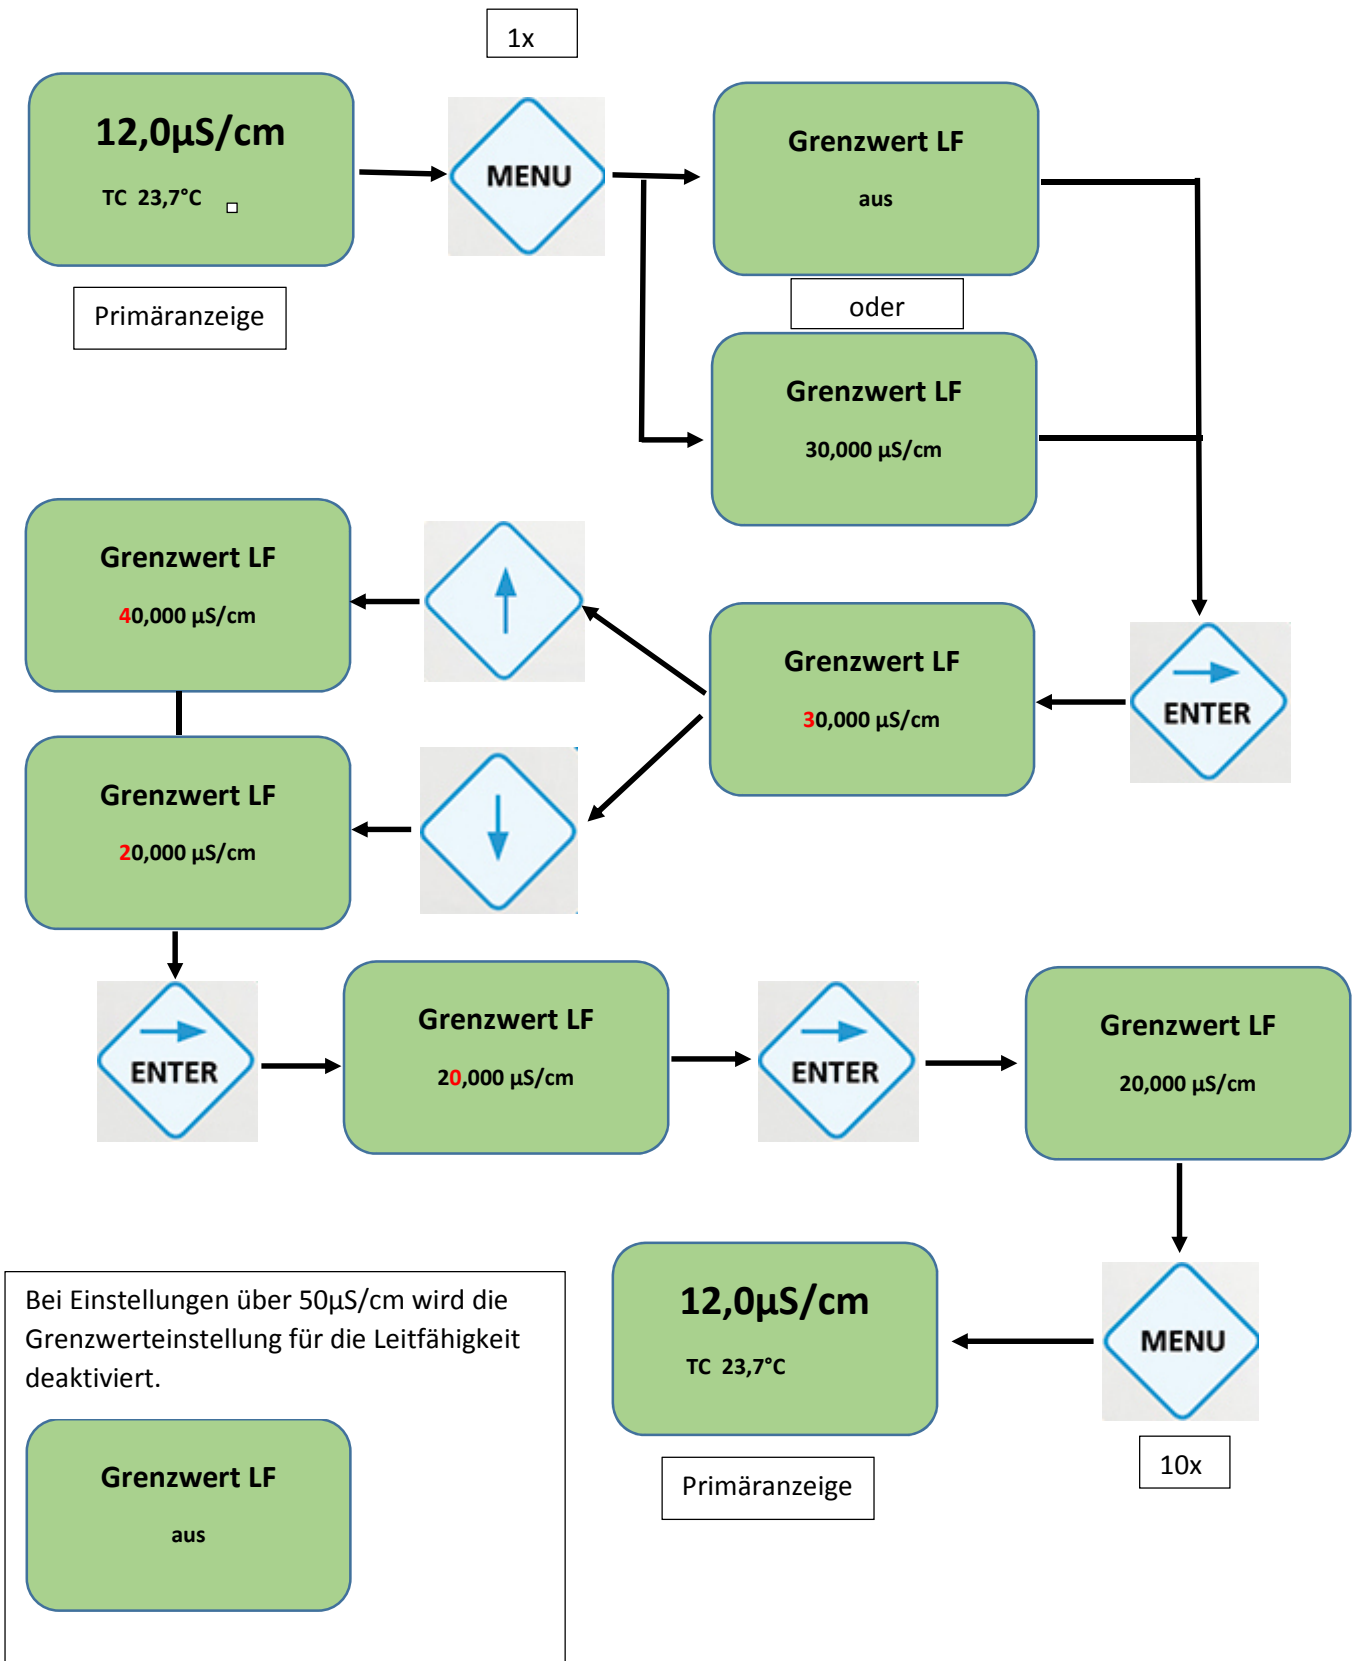 1x
12,0µS/cm
TC 23,7°C
Primäranzeige
MENU
Grenzwert LF
aus
oder
Grenzwert LF
30,000 µS/cm
ENTER
Grenzwert LF
30,000 µS/cm
Grenzwert LF
40,000 µS/cm
Grenzwert LF
20,000 µS/cm
ENTER
Grenzwert LF
20,000 µS/cm
ENTER
Grenzwert LF
20,000 µS/cm
MENU
10x
12,0µS/cm
TC 23,7°C
Primäranzeige
Bei Einstellungen über 50µS/cm wird die
Grenzwerteinstellung für die Leitfähigkeit
deaktiviert.
Grenzwert LF
aus